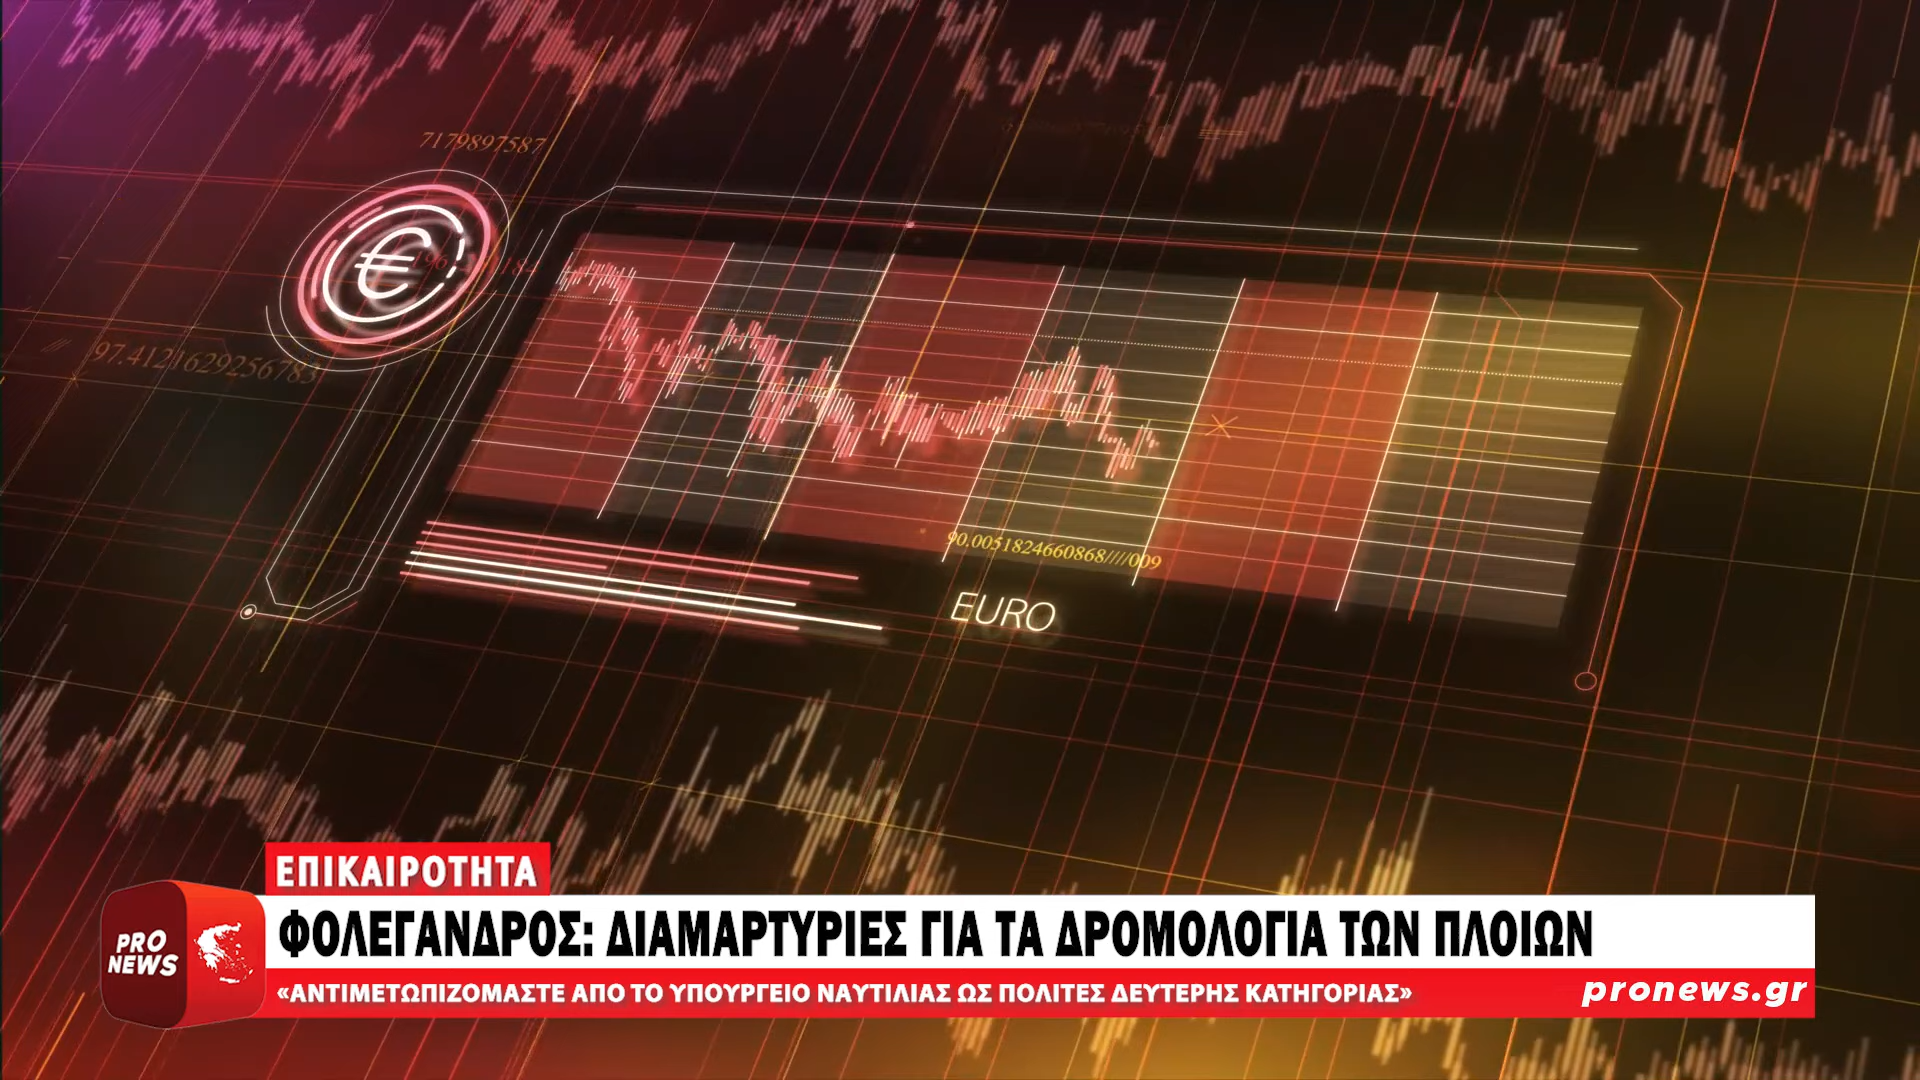 7179897587
97.4121629256783
€
90.0051824660868////009
EURO
ΕΠΙΚΑΙΡΟΤΗΤΑ
ΦΟΛΕΓΑΝΔΡΟΣ: ΔΙΑΜΑΡΤΥΡΙΕΣ ΓΙΑ ΤΑ ΔΡΟΜΟΛΟΓΙΑ ΤΩΝ ΠΛΟΙΩΝ
PRO
NEWS
«ΑΝΤΙΜΕΤΩΠΙΖΟΜΑΣΤΕ ΑΠΟ ΤΟ ΥΠΟΥΡΓΕΙΟ ΝΑΥΤΙΛΙΑΣ ΩΣ ΠΟΛΙΤΕΣ ΔΕΥΤΕΡΗΣ ΚΑΤΗΓΟΡΙΑΣ»
pronews.gr